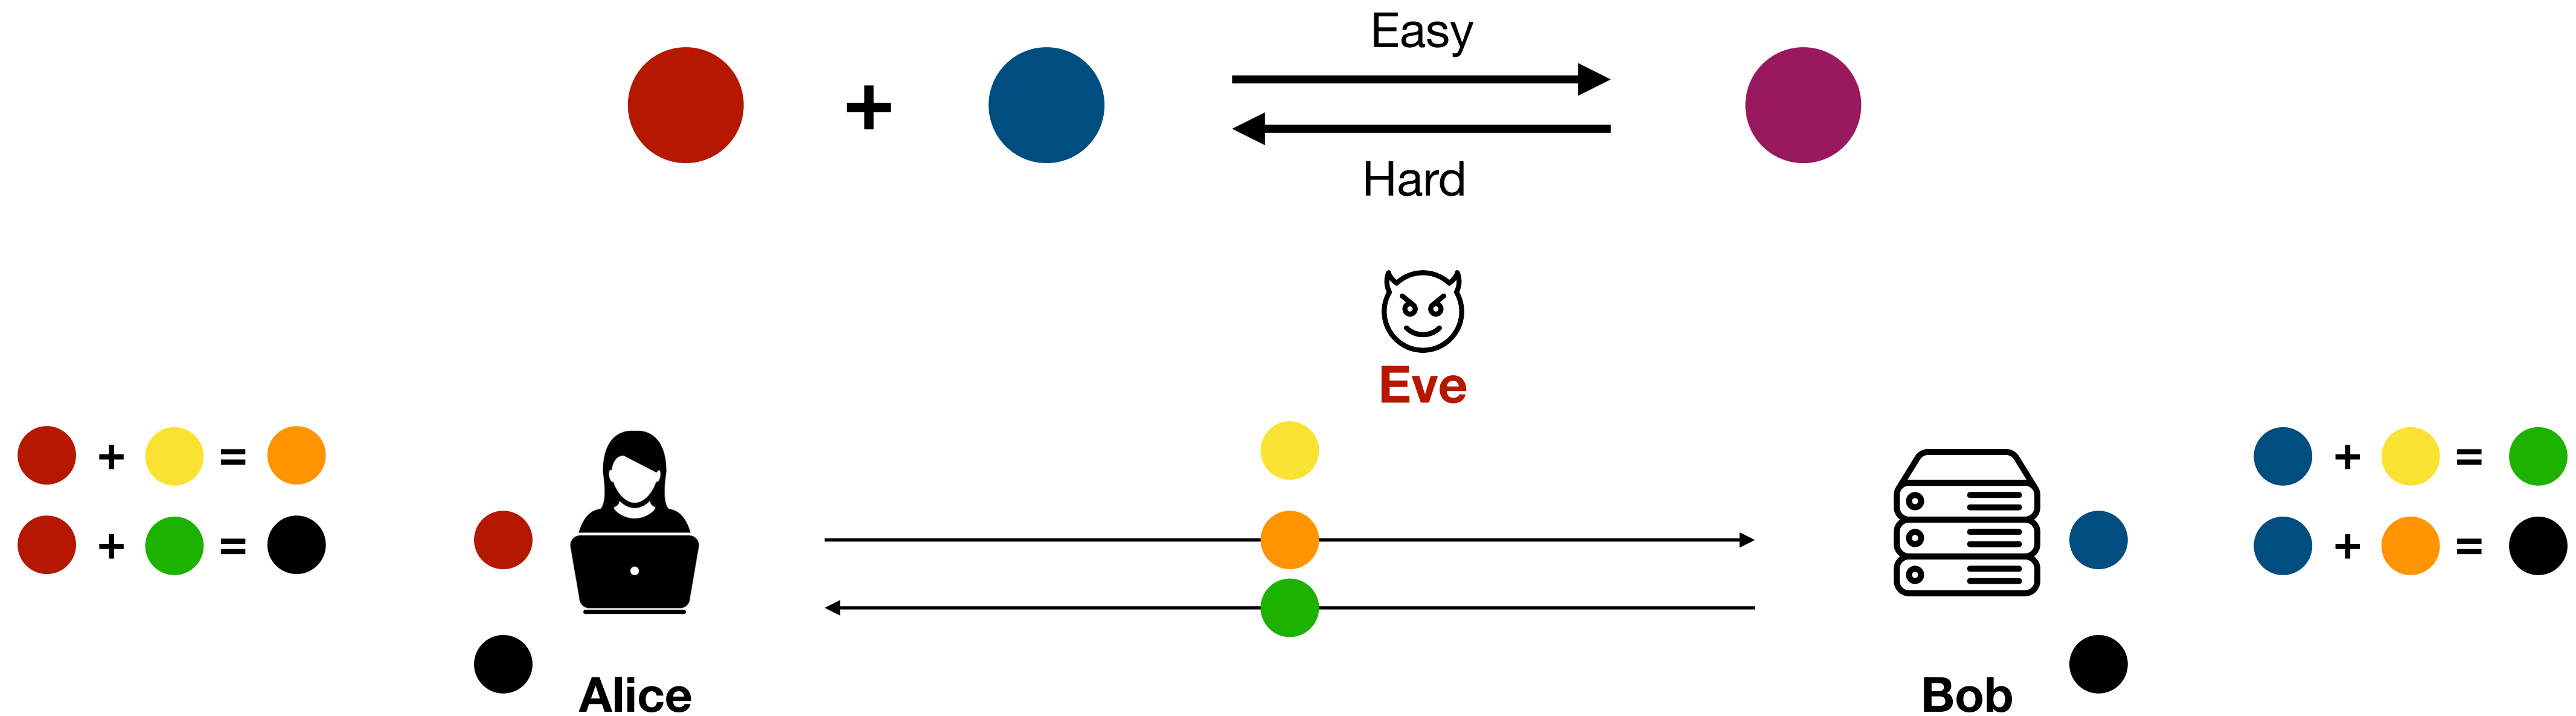 Easy
+
Hard
Eve
+ =
+ =
+ =
+ =
Alice
Bob